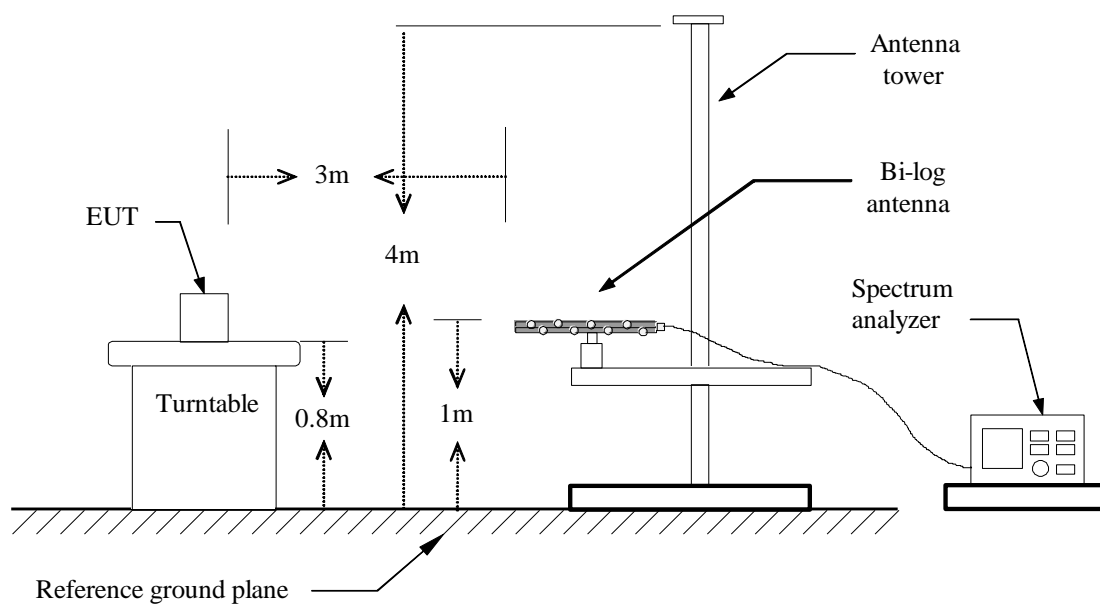 Antenna
tower
3m
Bi-log
antenna
EUT
4m
Spectrum
analyzer
Turntable
0.8m
1m
Reference ground plane